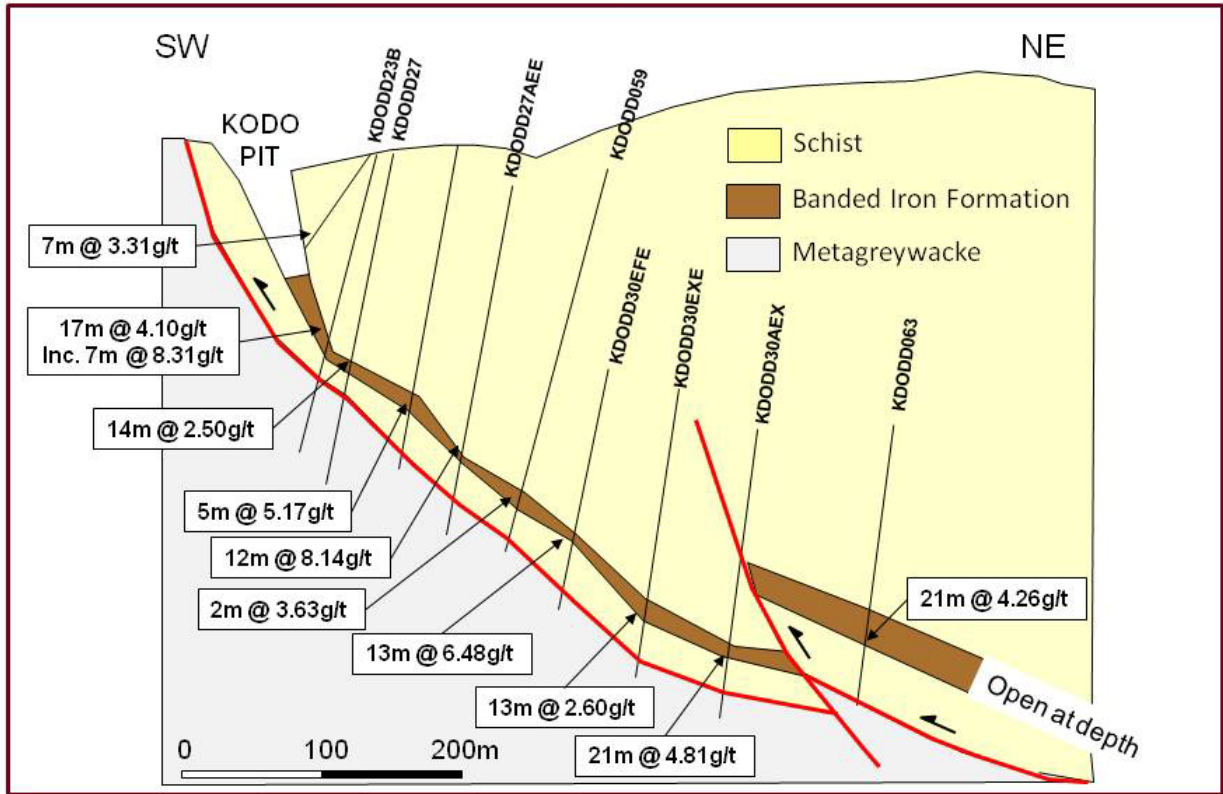 SW
NE
KODO
PIT
KDODD23B
KDODD27
KDODD27AEE
KDODD059
KDODD30EFE
KDODD30EXE
KDODD30AEX
KDODD063
Schist
Banded Iron Formation
Metagreywacke
7m @ 3.31g/t
17m @ 4.10g/t
Inc. 7m @ 8.31g/t
14m @ 2.50g/t
5m @ 5.17g/t
12m @ 8.14g/t
2m @ 3.63g/t
13m @ 6.48g/t
13m @ 2.60g/t
21m @ 4.81g/t
21m @ 4.26g/t
Open at depth
0 100 200m